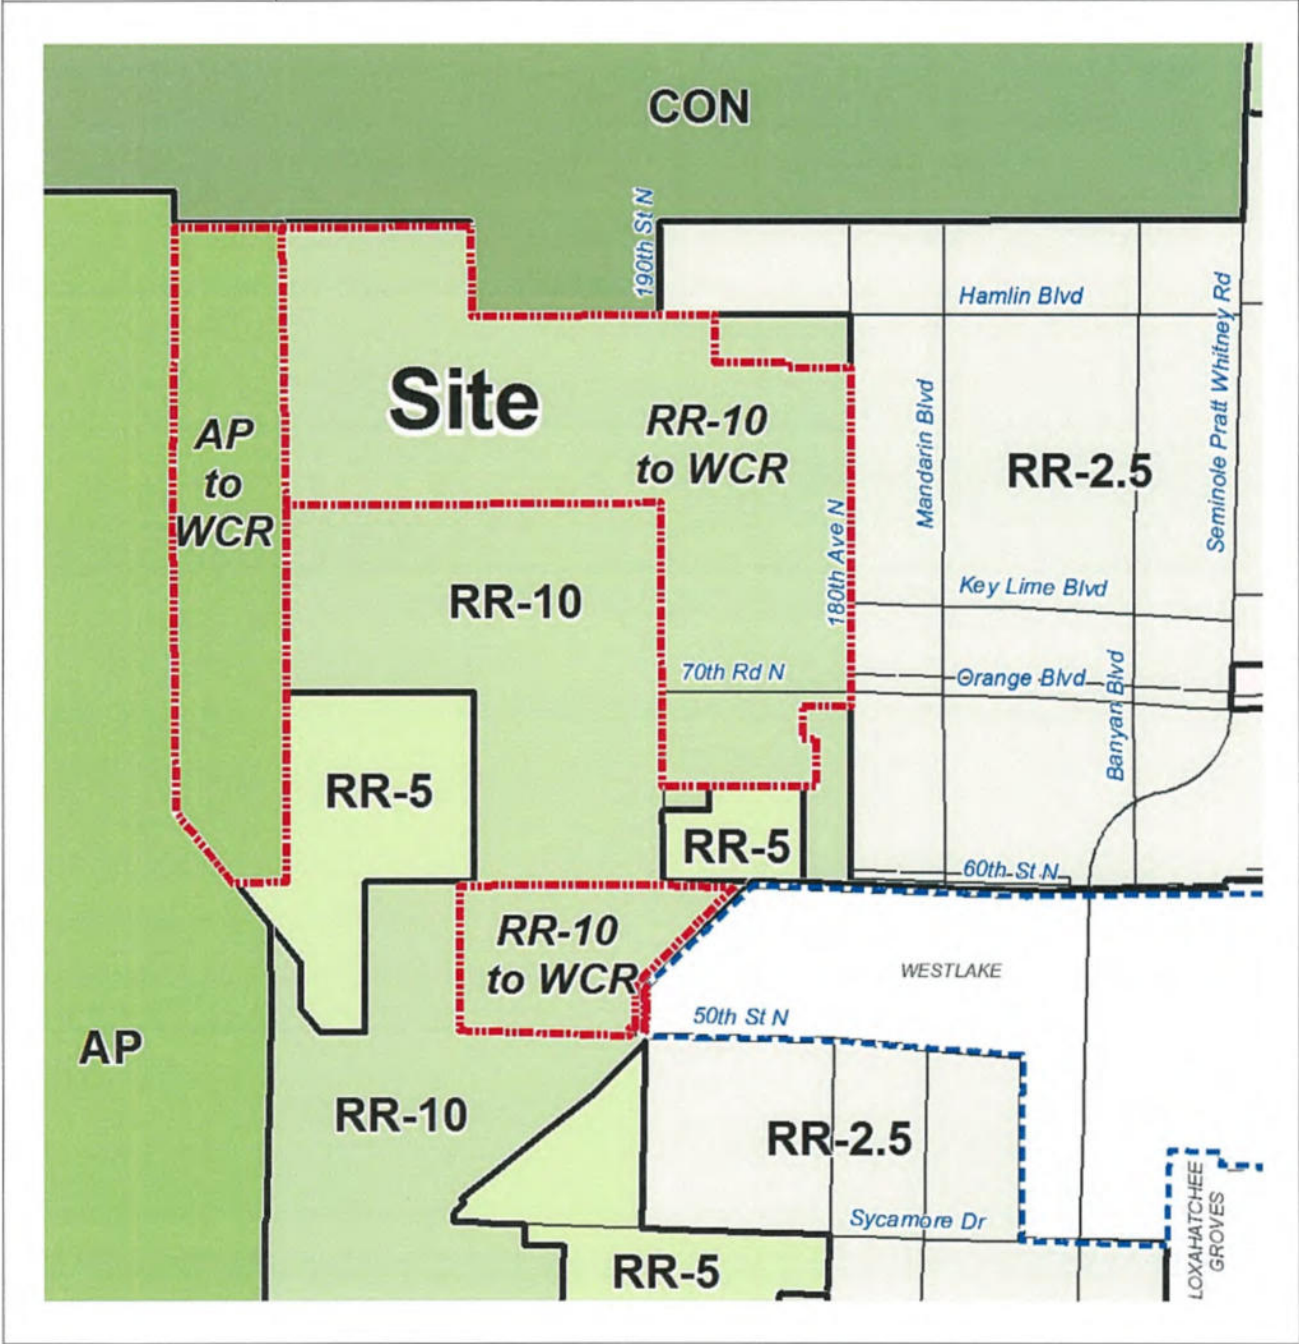 CON
190th St N
Hamlin Blvd
Seminole Pratt Whitney Rd
Site
RR-10
to WCR
AP
to
WCR
Mandarin Blvd
RR-2.5
180th Ave N
RR-10
Key Lime Blvd
70th Rd N
Orange Blvd
Banyan Blvd
RR-5
RR-5
60th St N
RR-10
to WCR
WESTLAKE
50th St N
AP
RR-10
RR-2.5
Sycamore Dr
LOXAHATCHEE
GROVES
RR-5